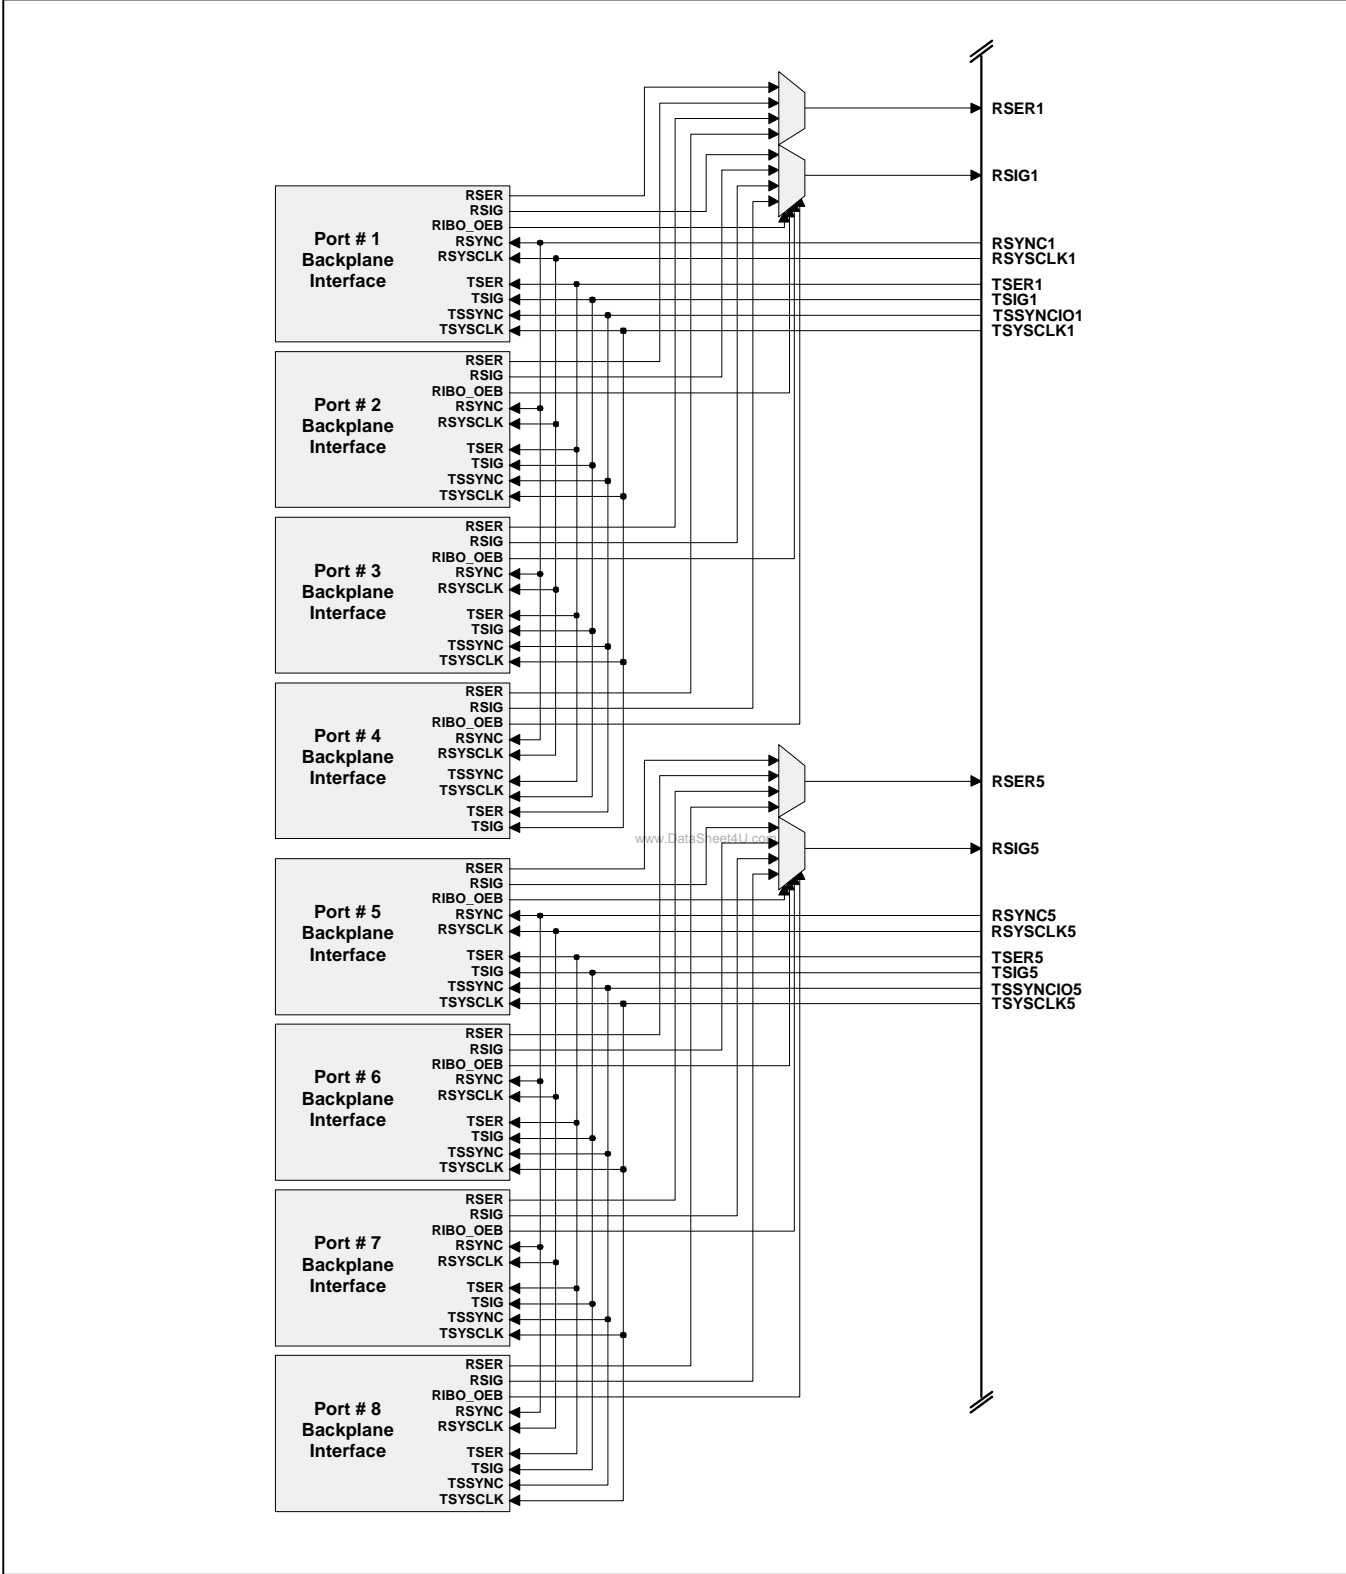 RSER1
RSIG1
RSER
RSIG
RIBO_OEB
RSYNC
RSYSCLK
TSER
TSIG
TSSYNC
TSYSCLK
Port # 1
Backplane
Interface
RSYNC1
RSYSCLK1
TSER1
TSIG1
TSSYNCIO1
TSYSCLK1
RSER
RSIG
RIBO_OEB
RSYNC
RSYSCLK
TSER
TSIG
TSSYNC
TSYSCLK
Port # 2
Backplane
Interface
RSER
RSIG
RIBO_OEB
RSYNC
RSYSCLK
TSER
TSIG
TSSYNC
TSYSCLK
Port # 3
Backplane
Interface
RSER
RSIG
RIBO_OEB
RSYNC
RSYSCLK
TSSYNC
TSYSCLK
TSER
TSIG
Port # 4
Backplane
Interface
RSER5
www.DataSheet4U.com
RSIG5
RSER
RSIG
RIBO_OEB
RSYNC
RSYSCLK
TSER
TSIG
TSSYNC
TSYSCLK
Port # 5
Backplane
Interface
RSYNC5
RSYSCLK5
TSER5
TSIG5
TSSYNCIO5
TSYSCLK5
RSER
RSIG
RIBO_OEB
RSYNC
RSYSCLK
TSER
TSIG
TSSYNC
TSYSCLK
Port # 6
Backplane
Interface
RSER
RSIG
RIBO_OEB
RSYNC
RSYSCLK
TSER
TSIG
TSSYNC
TSYSCLK
Port # 7
Backplane
Interface
RSER
RSIG
RIBO_OEB
RSYNC
RSYSCLK
TSER
TSIG
TSSYNC
TSYSCLK
Port # 8
Backplane
Interface